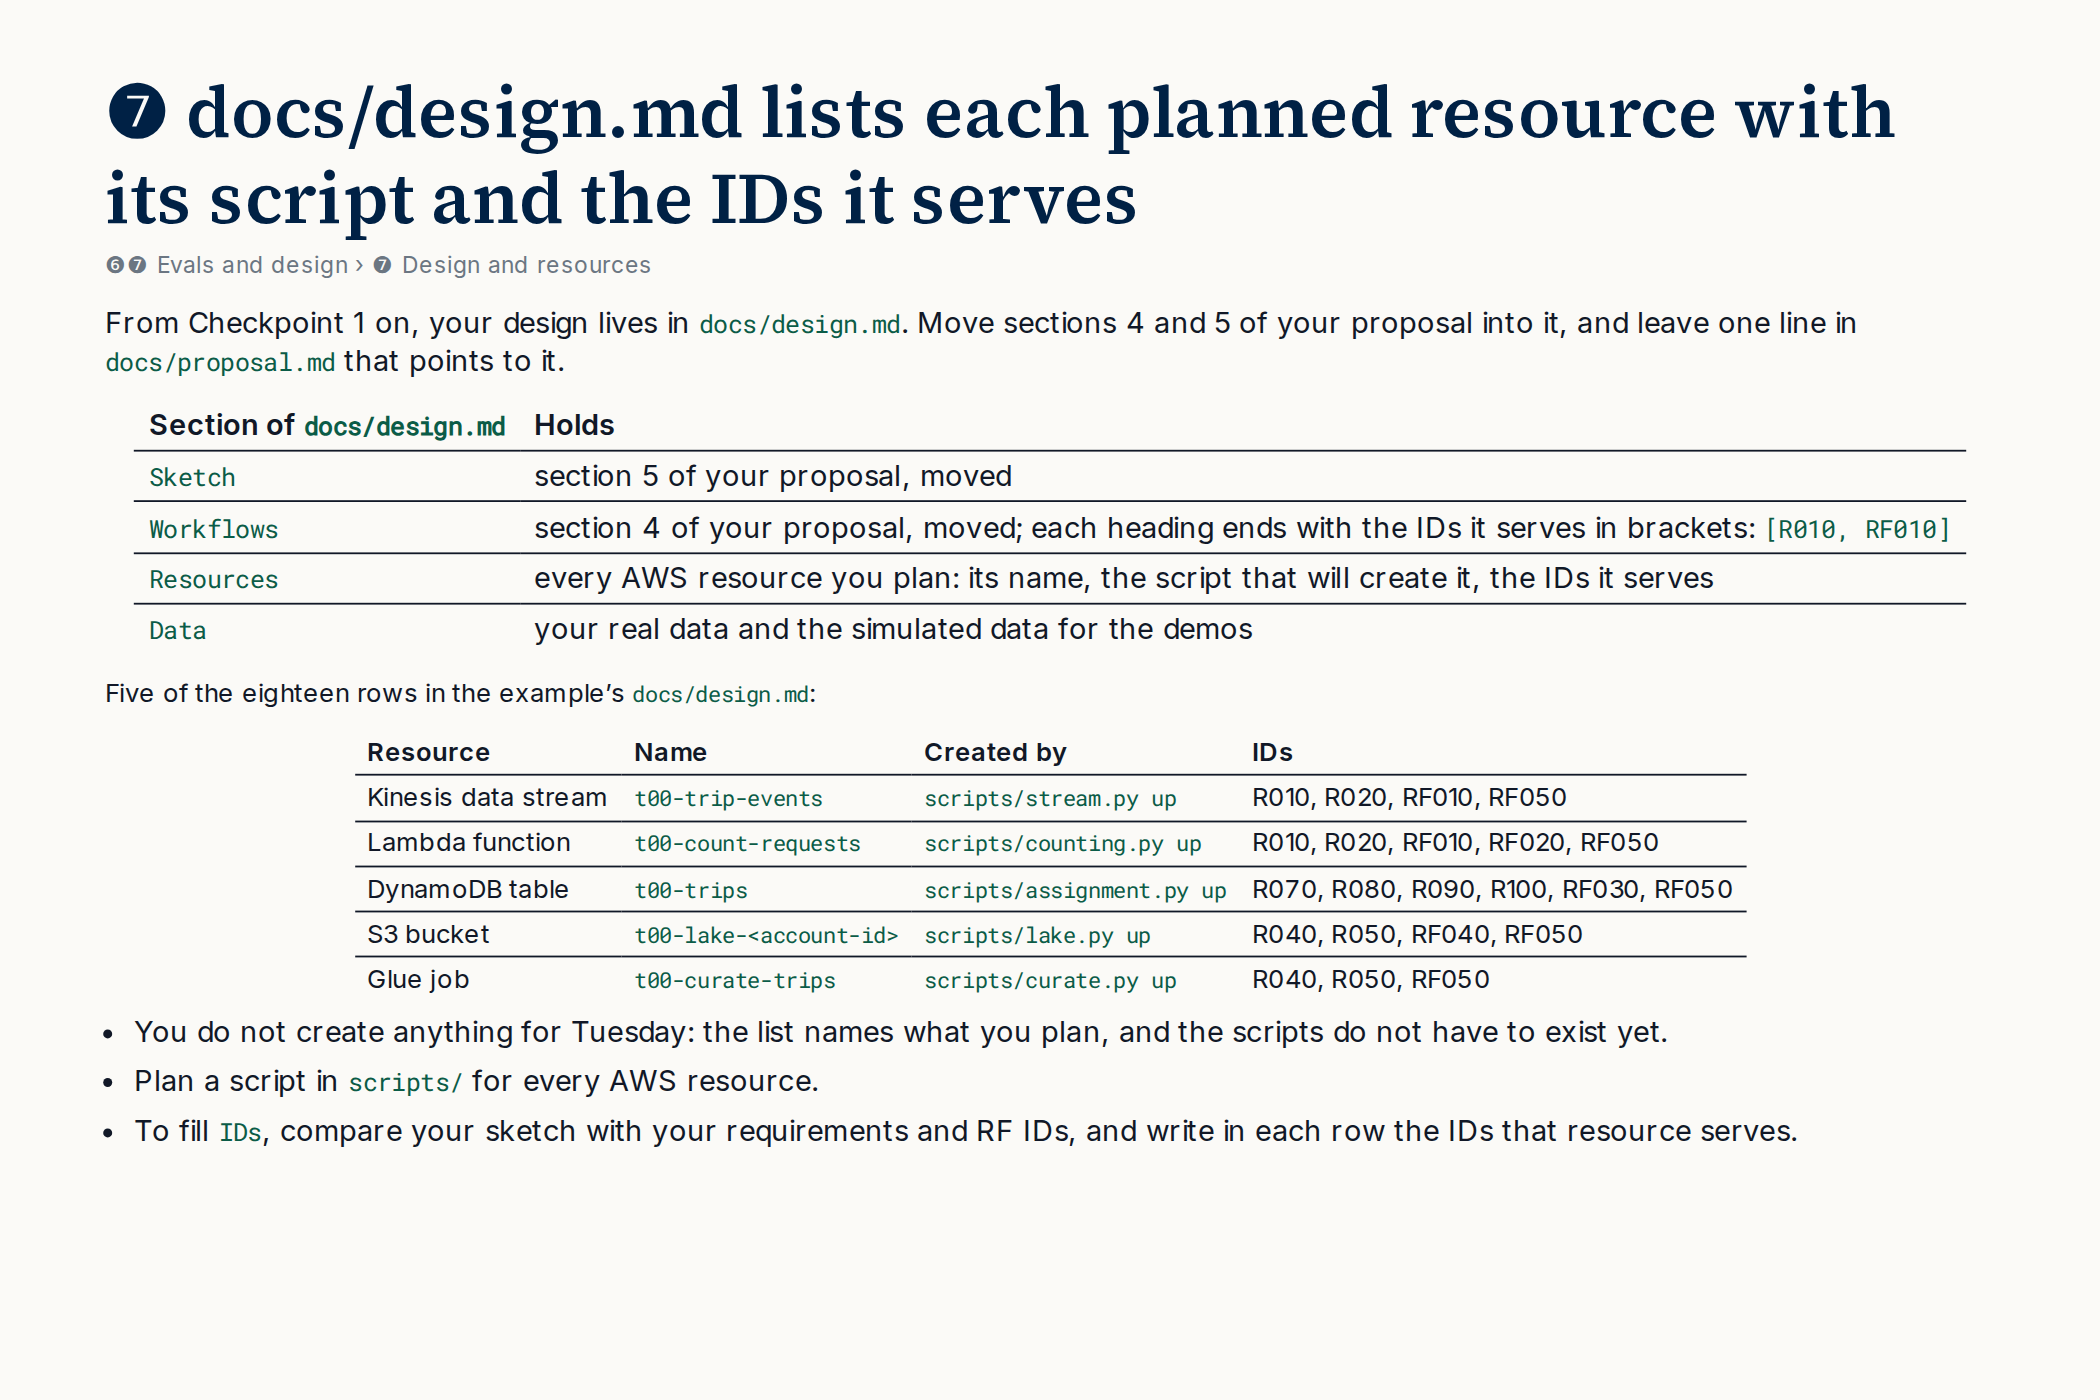 ❼ docs/design.md lists each planned resource with
its script and the IDs it serves
❻❼ Evals and design › ❼ Design and resources
From Checkpoint 1 on, your design lives in docs/design.md. Move sections 4 and 5 of your proposal into it, and leave one line in
docs/proposal.md that points to it.
Section of docs/design.md Holds
Sketch section 5 of your proposal, moved
Workflows section 4 of your proposal, moved; each heading ends with the IDs it serves in brackets: [R010, RF010]
Resources every AWS resource you plan: its name, the script that will create it, the IDs it serves
Data your real data and the simulated data for the demos
Five of the eighteen rows in the example’s docs/design.md:
Resource Name Created by IDs
Kinesis data stream t00-trip-events scripts/stream.py up R010, R020, RF010, RF050
Lambda function t00-count-requests scripts/counting.py up R010, R020, RF010, RF020, RF050
DynamoDB table t00-trips scripts/assignment.py up R070, R080, R090, R100, RF030, RF050
S3 bucket t00-lake-<account-id> scripts/lake.py up R040, R050, RF040, RF050
Glue job t00-curate-trips scripts/curate.py up R040, R050, RF050
• You do not create anything for Tuesday: the list names what you plan, and the scripts do not have to exist yet.
• Plan a script in scripts/ for every AWS resource.
• To fill IDs, compare your sketch with your requirements and RF IDs, and write in each row the IDs that resource serves.